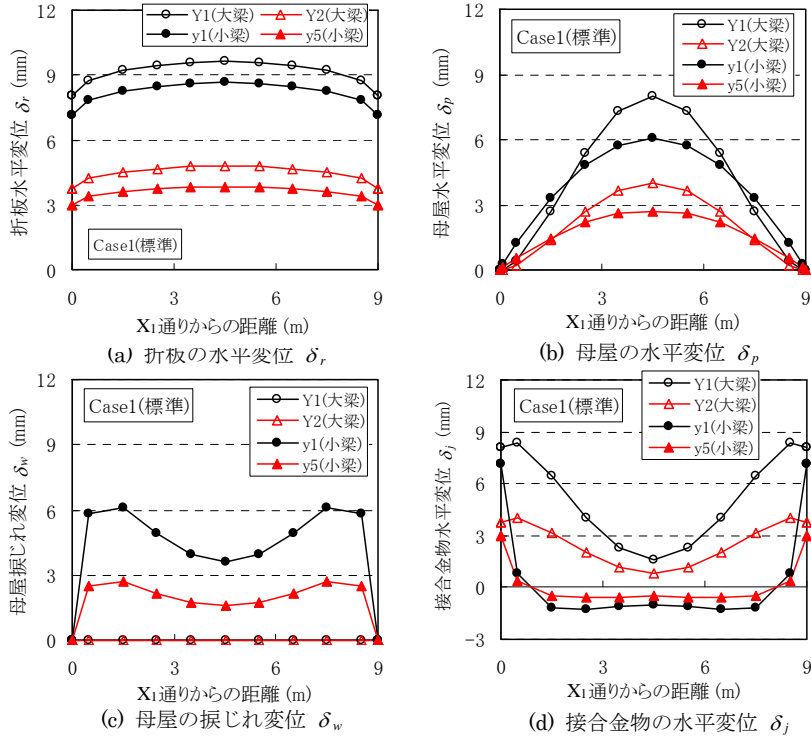 Y1(大梁) Y2(大梁)
y1(小梁) y5(小梁)
12
9
6
3
0
折板水平変位 δr (mm)
Case1(標準)
0 3 6 9
X1通りからの距離 (m)
(a) 折板の水平変位 δr
Case1(標準)
Y1(大梁)
Y2(大梁)
y1(小梁)
y5(小梁)
12
9
6
3
0
母屋水平変位 δp (mm)
0 3 6 9
X1通りからの距離 (m)
(b) 母屋の水平変位 δp
Case1(標準)
Y1(大梁)
Y2(大梁)
y1(小梁)
y5(小梁)
12
9
6
3
0
母屋捩じれ変位 δw (mm)
0 3 6 9
X1通りからの距離 (m)
(c) 母屋の捩じれ変位 δw
Case1(標準)
Y1(大梁)
Y2(大梁)
y1(小梁)
y5(小梁)
12
9
6
3
0
-3
接合金物水平変位 δj (mm)
0 3 6 9
X1通りからの距離 (m)
(d) 接合金物の水平変位 δj